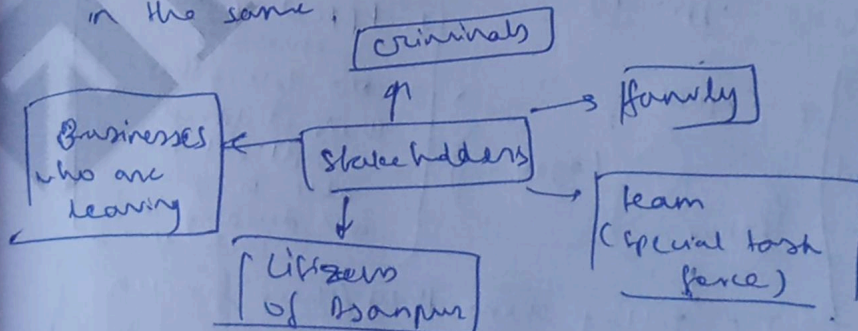 in the same.
Criminals
Family
Businesses
who are
leaving
Stakeholders
team
(special task
force)
Citizens
of Asanpur